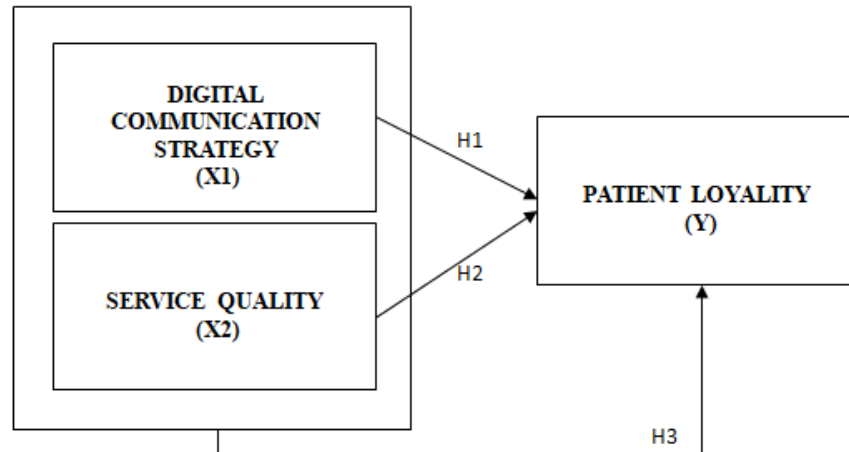 DIGITAL
COMMUNICATION
STRATEGY
(X1)
H1
PATIENT LOYALITY
(Y)
SERVICE QUALITY
(X2)
H2
H3